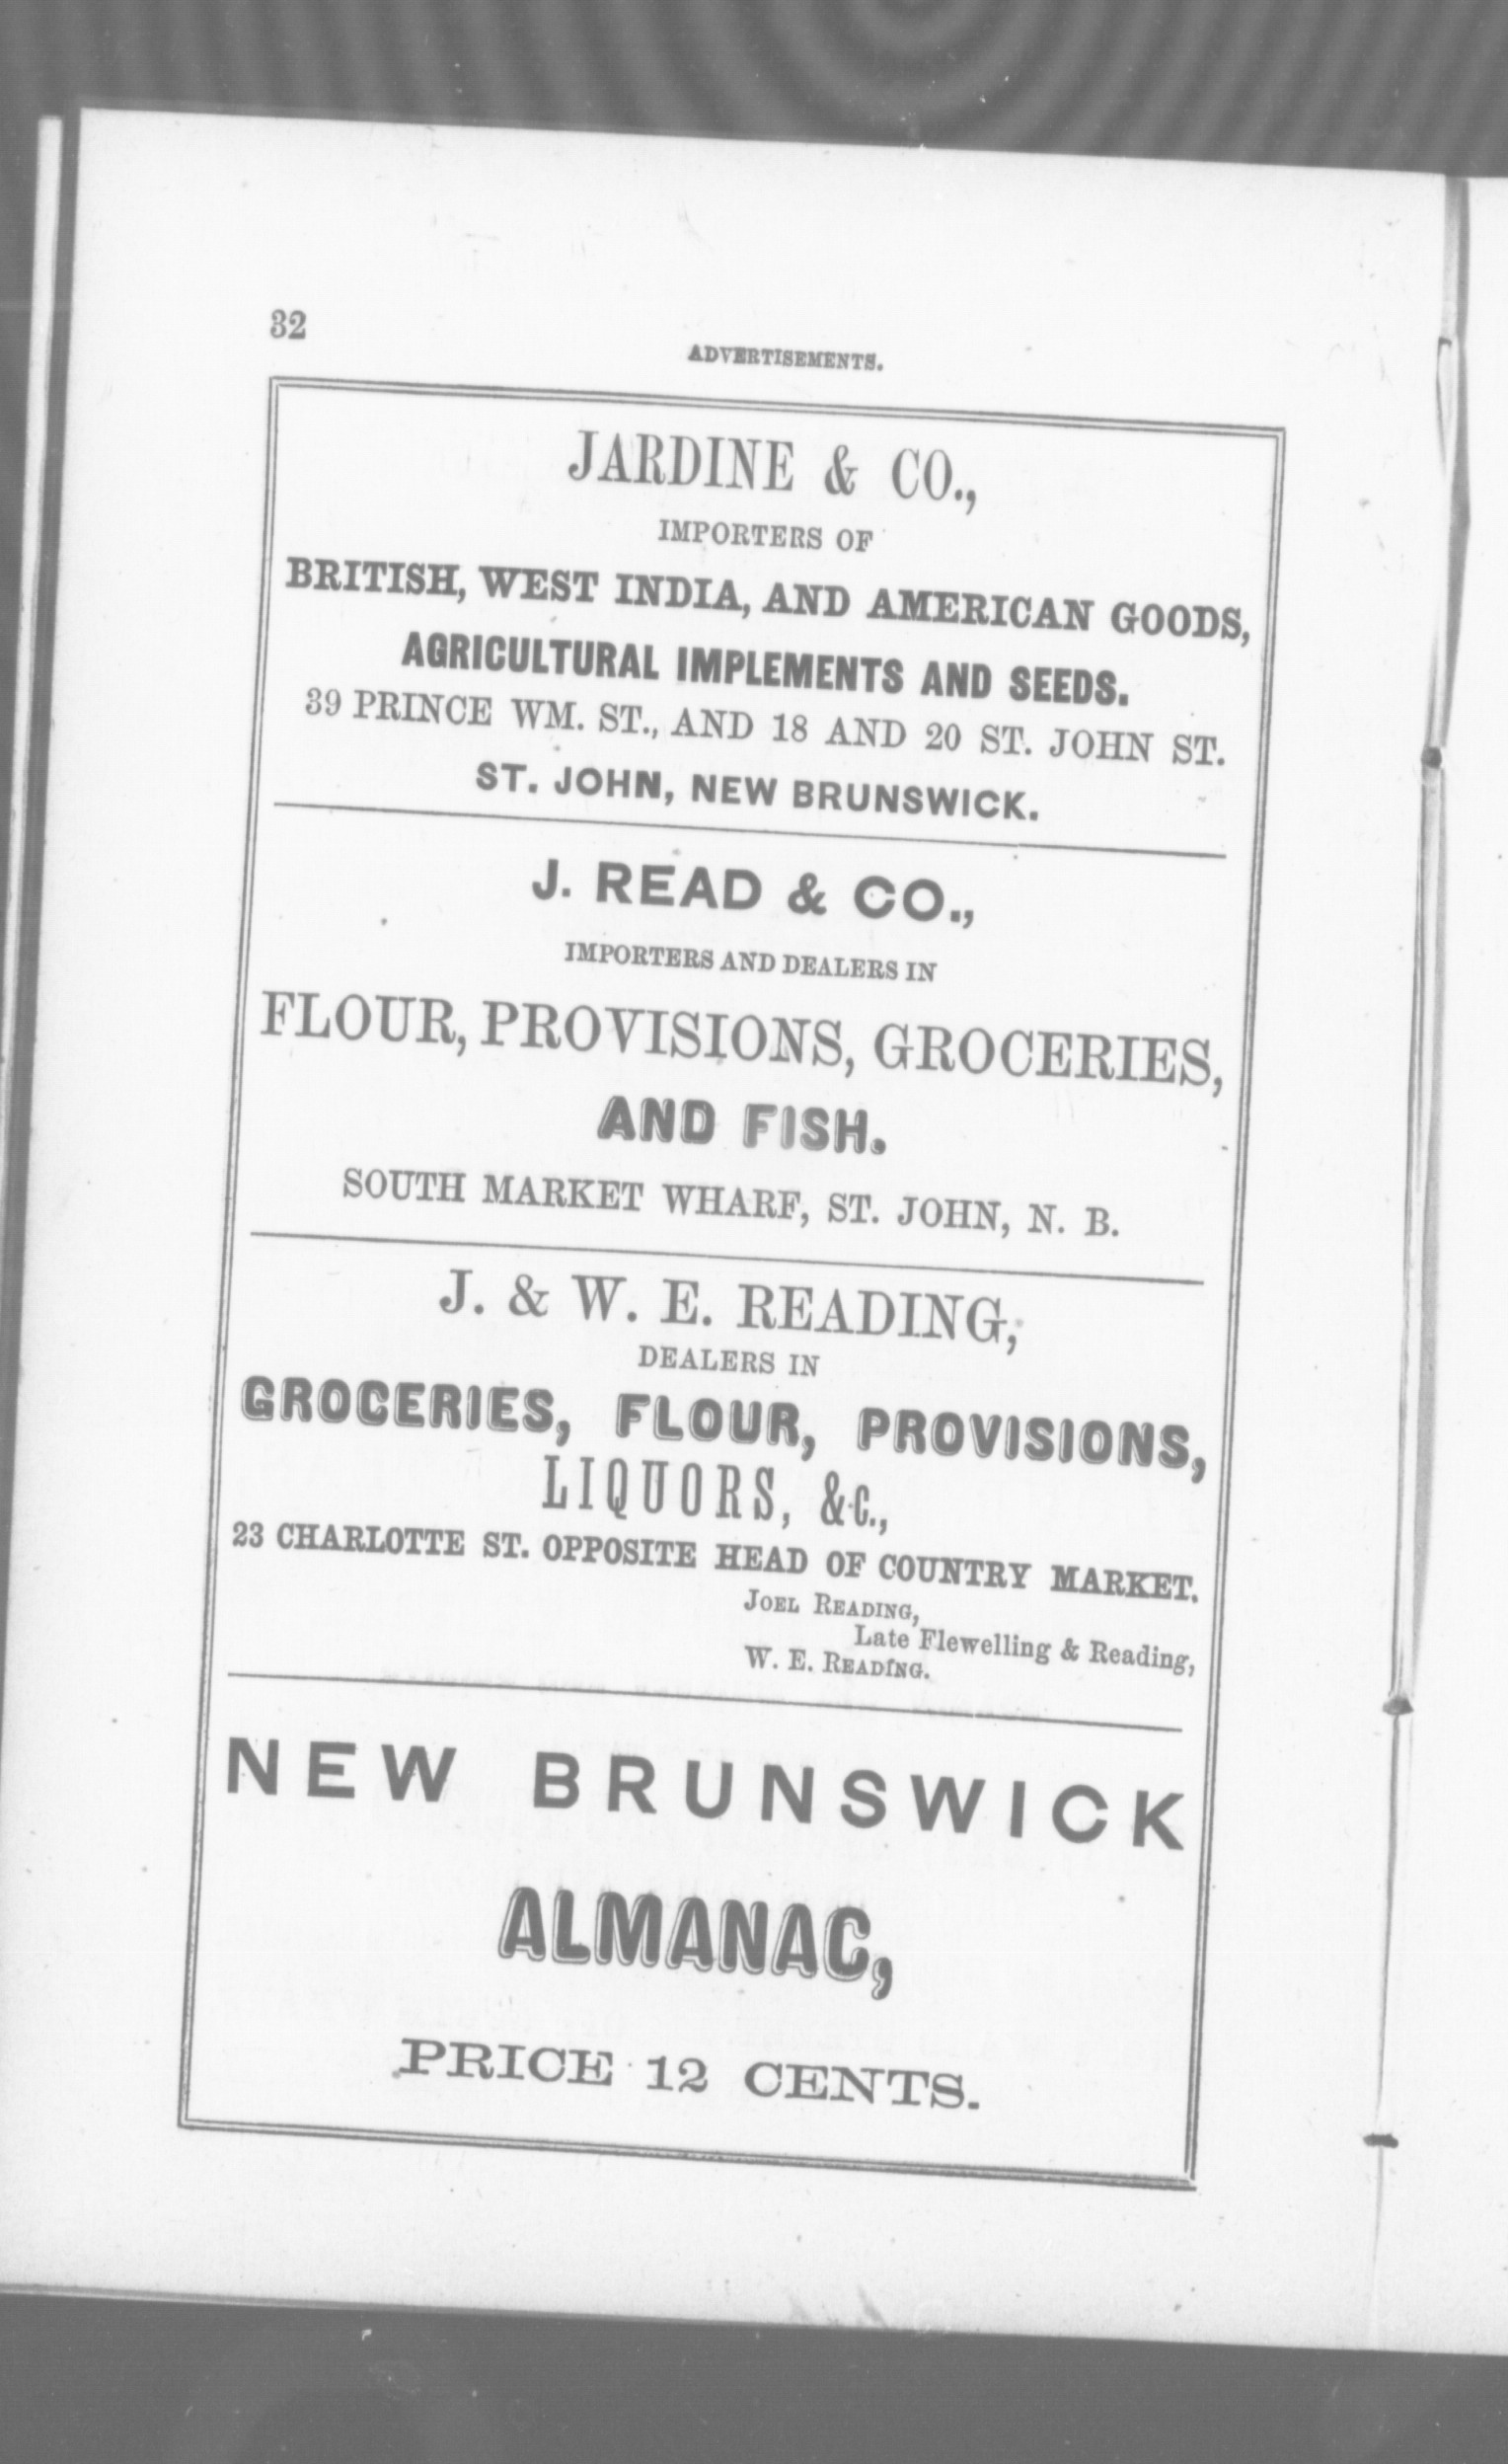 32
ADVERTISEMENTS.
JARDINE & CO.,
IMPORTERS OF
BRITISH, WEST INDIA, AND AMERICAN GOODS,
AGRICULTURAL IMPLEMENTS AND SEEDS.
39 PRINCE WM. ST., AND 18 AND 20 ST. JOHN ST.
ST. JOHN, NEW BRUNSWICK.
J. READ & CO.,
IMPORTERS AND DEALERS IN
FLOUR, PROVISIONS, GROCERIES,
AND FISH.
SOUTH MARKET WHARF, ST. JOHN, N. B.
J. & W. E. READING,
DEALERS IN
GROCERIES, FLOUR, PROVISIONS,
LIQUORS, &C.,
23 CHARLOTTE ST. OPPOSITE HEAD OF COUNTRY MARKET.
JOEL READING,
Late Flewelling & Reading,
W. E. READING.
NEW BRUNSWICK
ALMANAC,
PRICE 12 CENTS.